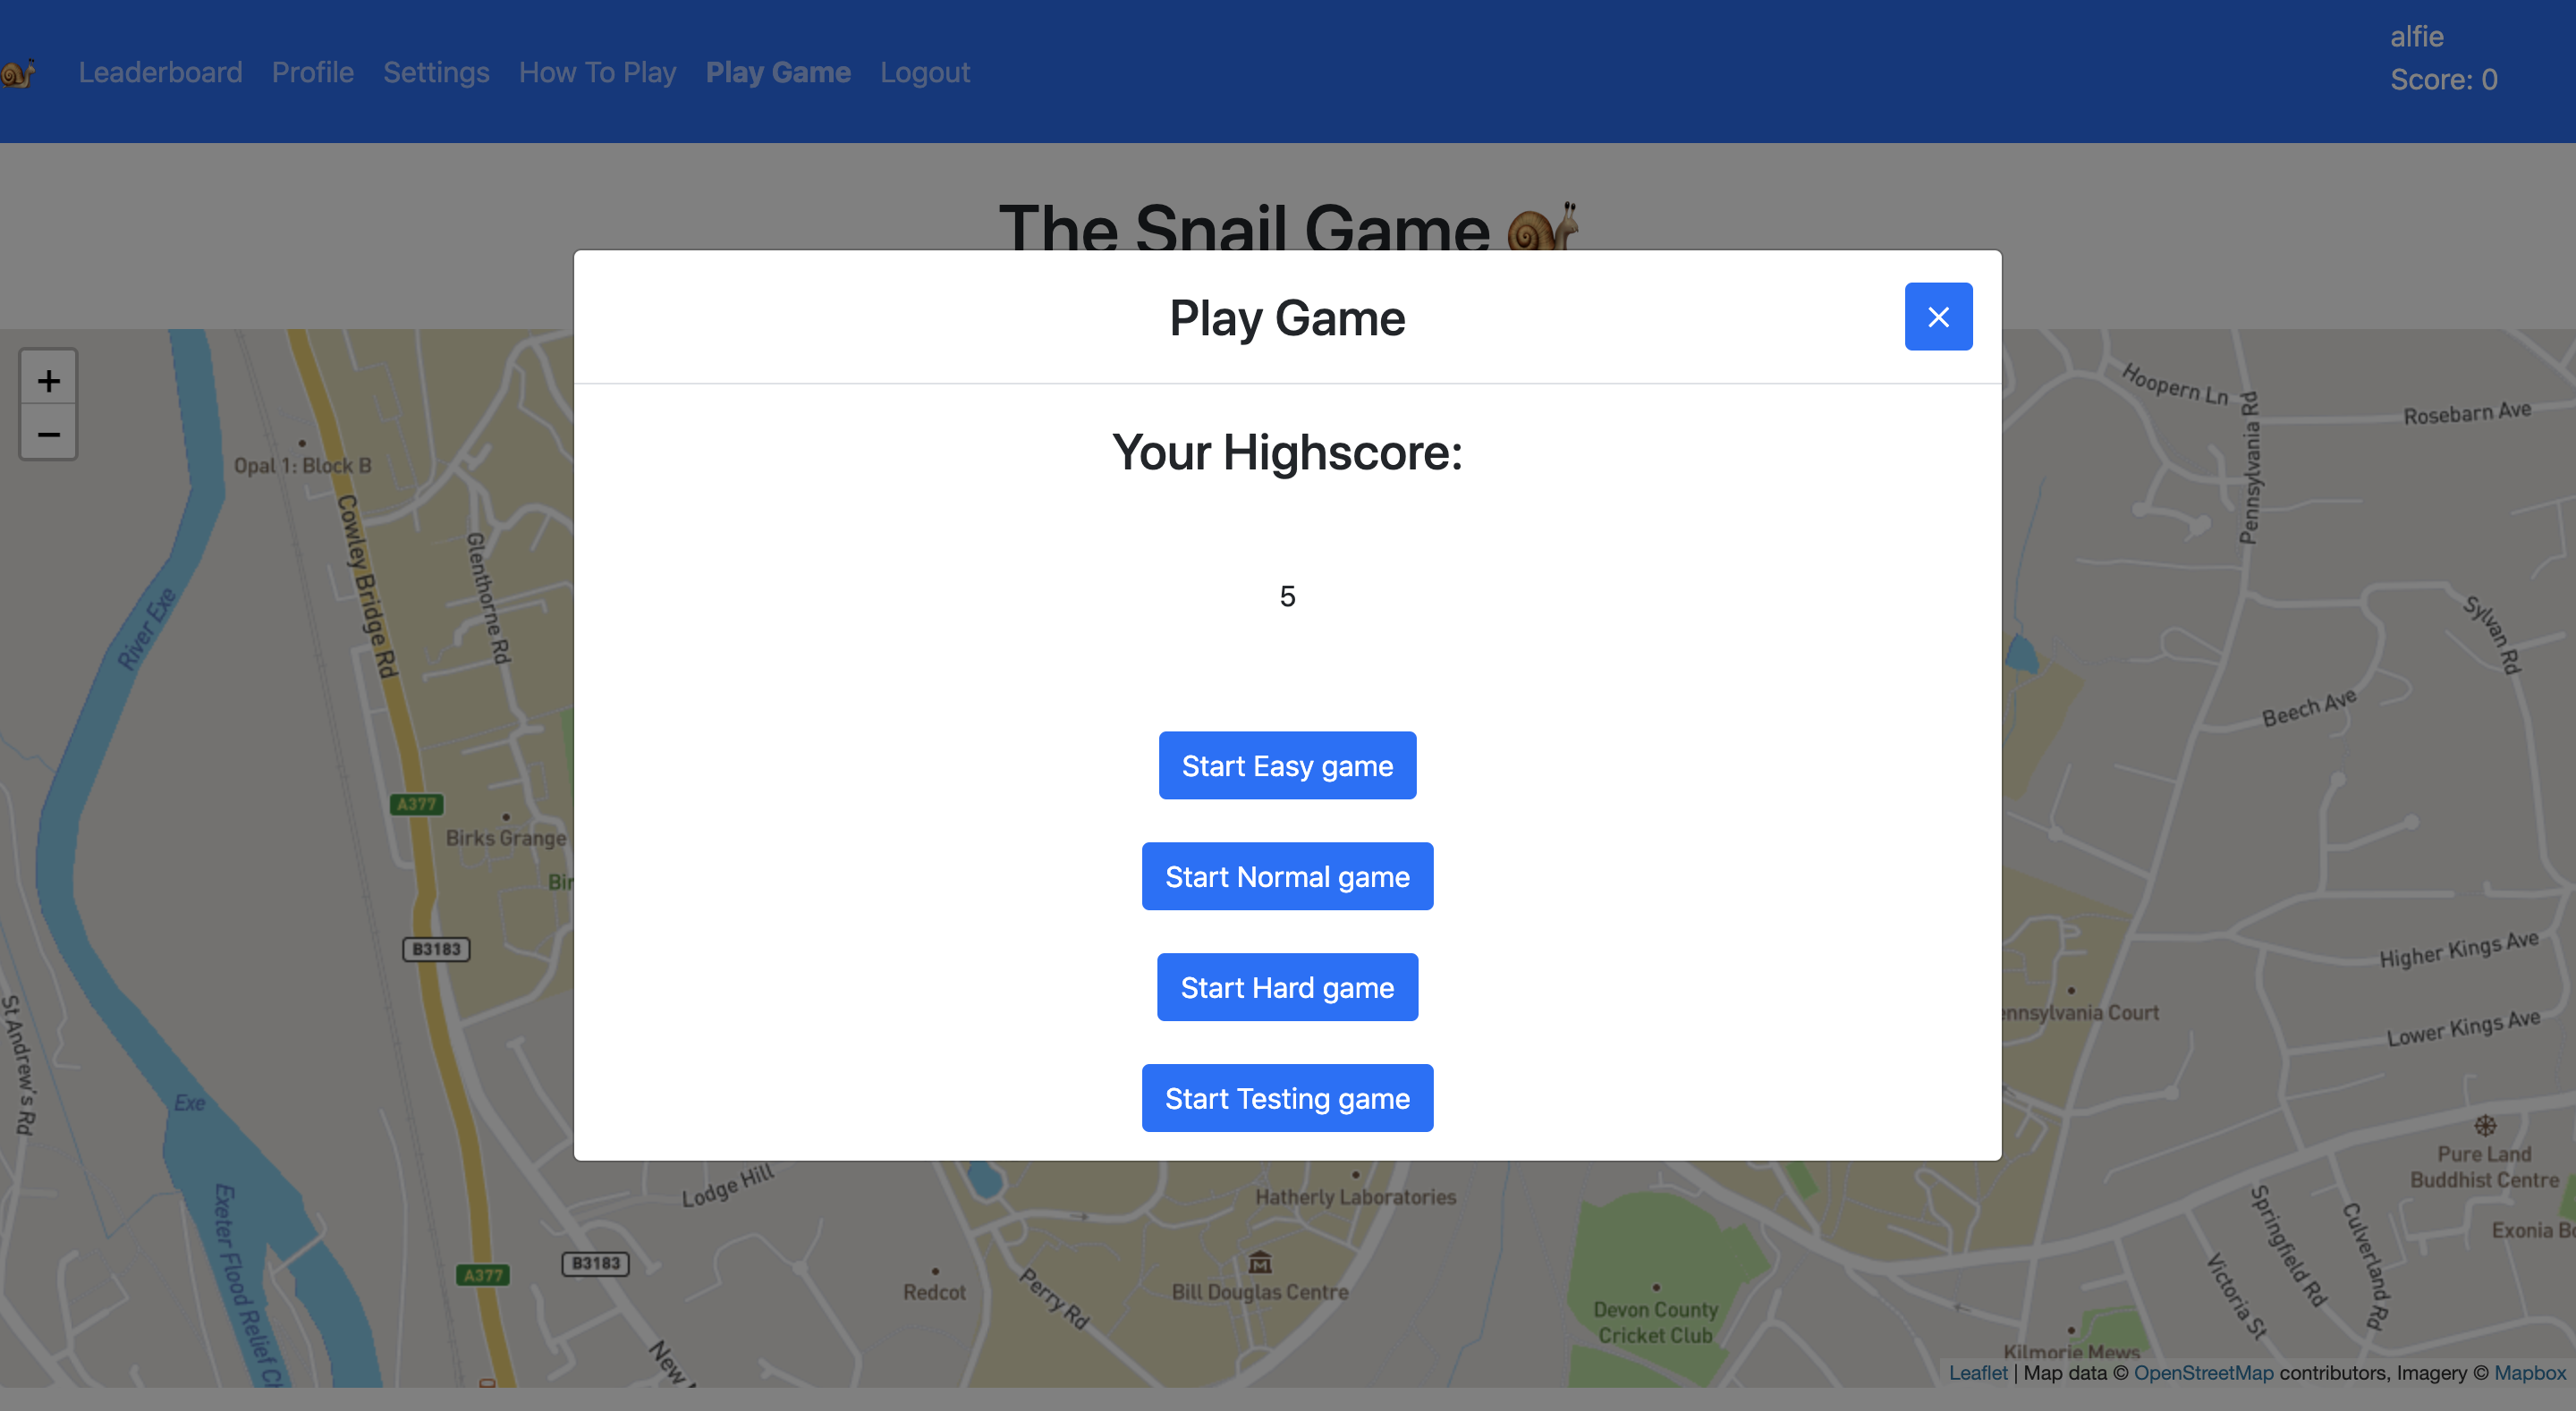 alfie
Leaderboard Profile Settings How To Play Play Game Logout
Score: 0
The Snail Game
Play Game
Your Highscore:
5
Start Easy game
Start Normal game
Start Hard game
Start Testing game
+
−
Opal 1: Block B
Cowley Bridge Rd
Glenthorne Rd
River Exe
A377
Birks Grange
B3183
St Andrew's Rd
Exe
Exeter Flood Relief
Lodge Hill
A377
B3183
Redcot
Perry Rd
Hatherly Laboratories
Bill Douglas Centre
Devon County
Cricket Club
Hoopern Ln
Pennsylvania Rd
Rosebarn Ave
Sylvan Rd
Beech Ave
Higher Kings Ave
ennsylvania Court
Lower Kings Ave
Pure Land
Buddhist Centre
Springfield Rd
Culverland Rd
Victoria St
Exonia
Kilmorie Mews
New
Leaflet | Map data © OpenStreetMap contributors, Imagery © Mapbox